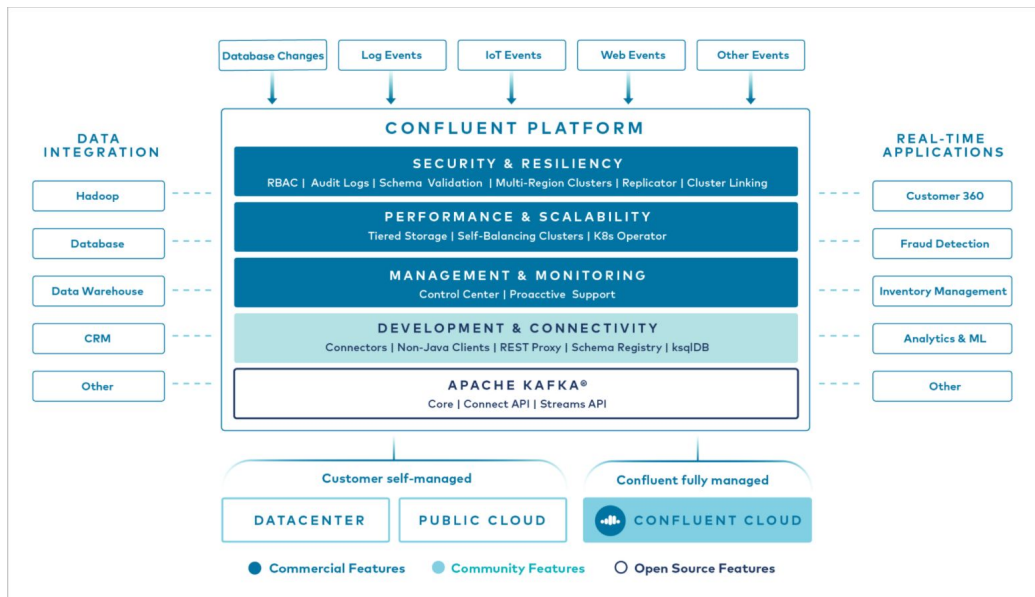 Database Changes
Log Events
IoT Events
Web Events
Other Events
DATA
INTEGRATION
Hadoop
Database
Data Warehouse
CRM
Other
CONFLUENT PLATFORM
SECURITY & RESILIENCY
RBAC | Audit Logs | Schema Validation | Multi-Region Clusters | Replicator | Cluster Linking
PERFORMANCE & SCALABILITY
Tiered Storage | Self-Balancing Clusters | K8s Operator
MANAGEMENT & MONITORING
Control Center | Proacctive Support
DEVELOPMENT & CONNECTIVITY
Connectors | Non-Java Clients | REST Proxy | Schema Registry | ksqlDB
APACHE KAFKA®
Core | Connect API | Streams API
REAL-TIME
APPLICATIONS
Customer 360
Fraud Detection
Inventory Management
Analytics & ML
Other
Customer self-managed
Confluent fully managed
DATACENTER
PUBLIC CLOUD
CONFLUENT CLOUD
Commercial Features
Community Features
Open Source Features